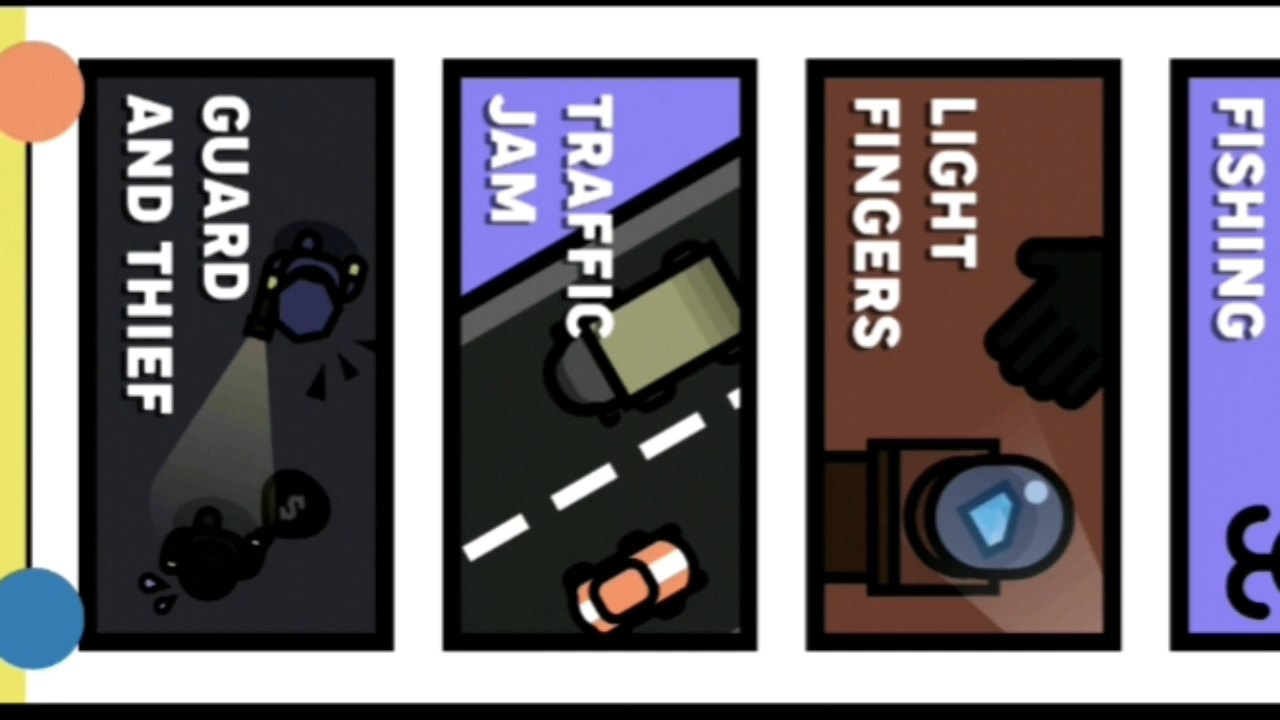 GUARD
AND THIEF
TRAFFIC
JAM
LIGHT
FINGERS
FISHING